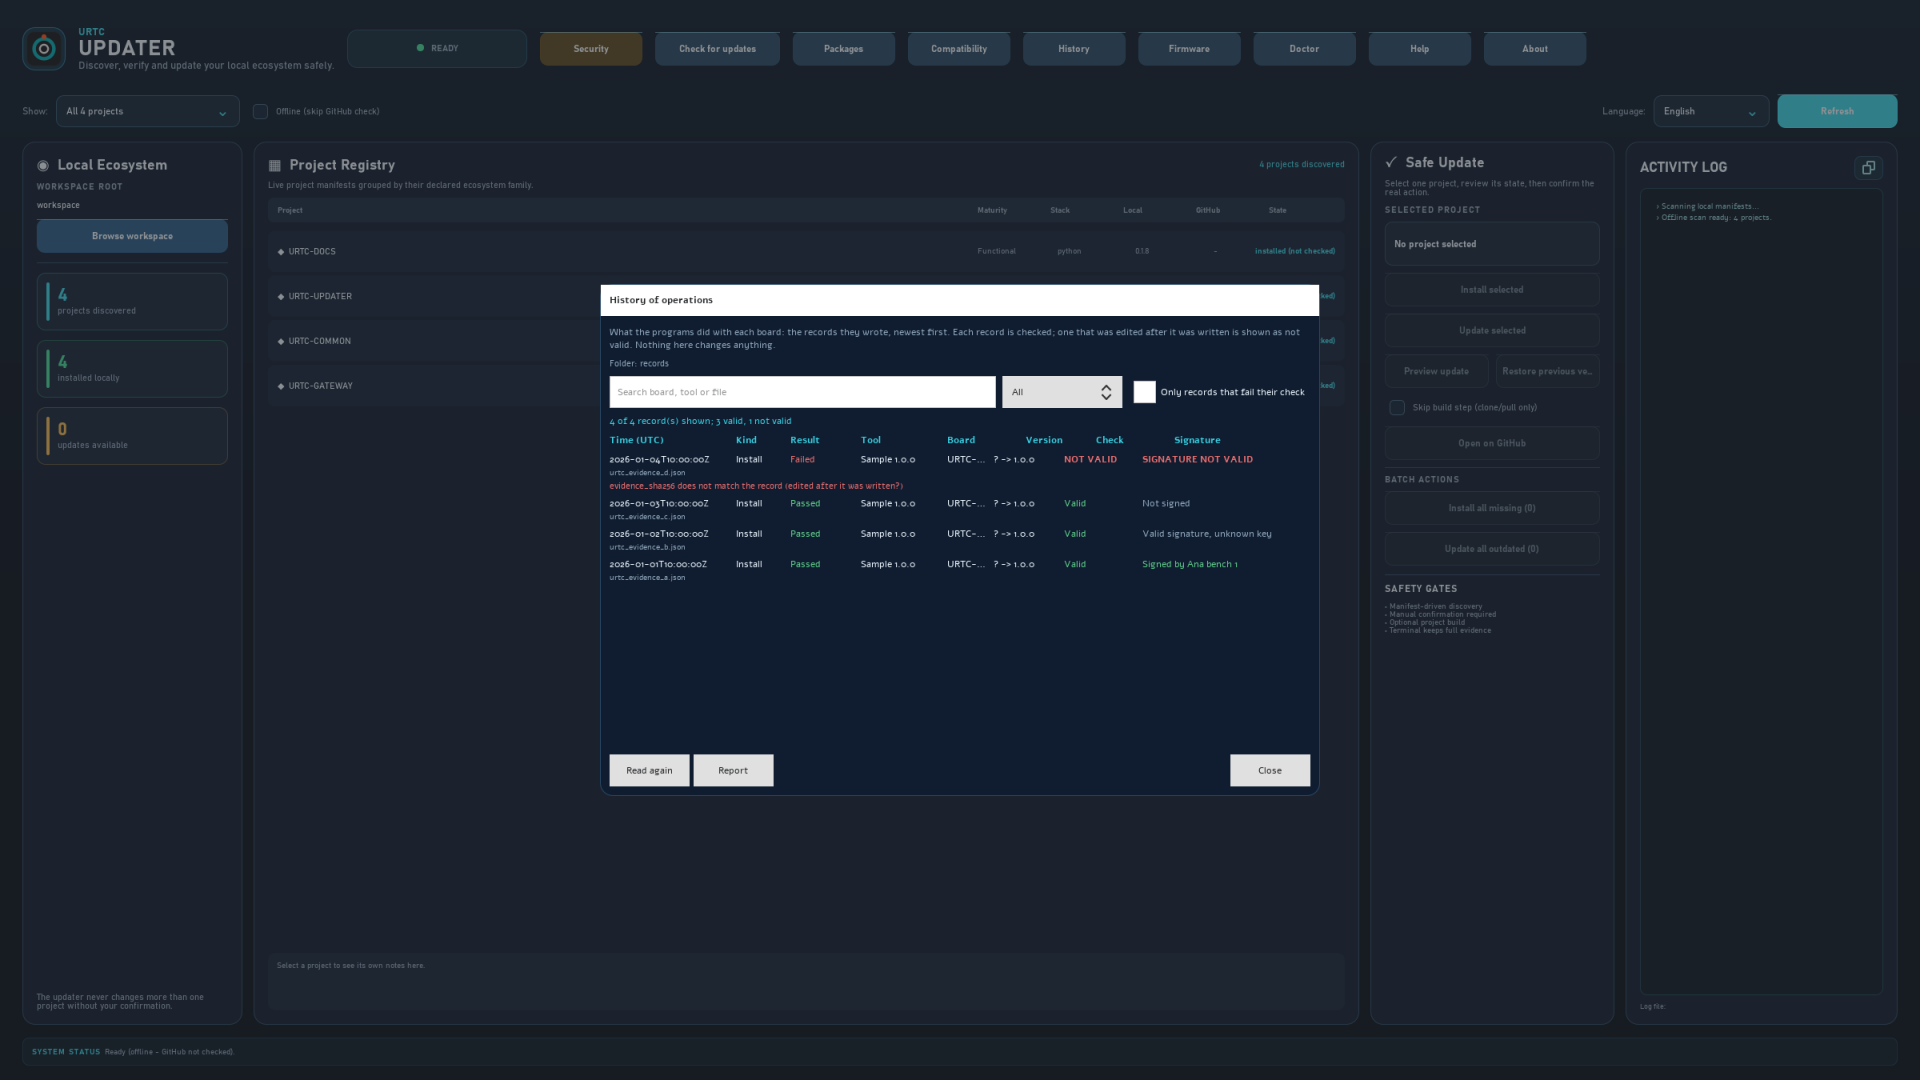 URTC
UPDATER
Discover, verify and update your local ecosystem safely.
READY
Security
Check for updates
Packages
Compatibility
History
Firmware
Doctor
Help
About
Show:
All 4 projects
Offline (skip GitHub check)
Language:
English
Refresh
Local Ecosystem
WORKSPACE ROOT
workspace
Browse workspace
4
projects discovered
4
installed locally
0
updates available
The updater never changes more than one
project without your confirmation.
Project Registry
4 projects discovered
Live project manifests grouped by their declared ecosystem family.
Project Maturity Stack Local GitHub State
URTC-DOCS Functional python 0.1.8 - installed (not checked)
URTC-UPDATER ked)
URTC-COMMON ked)
URTC-GATEWAY ked)
Select a project to see its own notes here.
History of operations
What the programs did with each board: the records they wrote, newest first. Each record is checked; one that was edited after it was written is shown as not
valid. Nothing here changes anything.
Folder: records
Search board, tool or file
All
Only records that fail their check
4 of 4 record(s) shown; 3 valid, 1 not valid
Time (UTC) Kind Result Tool Board Version Check Signature
2026-01-04T10:00:00Z Install Failed Sample 1.0.0 URTC-... ? -> 1.0.0 NOT VALID SIGNATURE NOT VALID
urtc_evidence_d.json
evidence_sha256 does not match the record (edited after it was written?)
2026-01-03T10:00:00Z Install Passed Sample 1.0.0 URTC-... ? -> 1.0.0 Valid Not signed
urtc_evidence_c.json
2026-01-02T10:00:00Z Install Passed Sample 1.0.0 URTC-... ? -> 1.0.0 Valid Valid signature, unknown key
urtc_evidence_b.json
2026-01-01T10:00:00Z Install Passed Sample 1.0.0 URTC-... ? -> 1.0.0 Valid Signed by Ana bench 1
urtc_evidence_a.json
Read again
Report
Close
Safe Update
Select one project, review its state, then confirm the
real action.
SELECTED PROJECT
No project selected
Install selected
Update selected
Preview update
Restore previous ve...
Skip build step (clone/pull only)
Open on GitHub
BATCH ACTIONS
Install all missing (0)
Update all outdated (0)
SAFETY GATES
- Manifest-driven discovery
- Manual confirmation required
- Optional project build
- Terminal keeps full evidence
ACTIVITY LOG
› Scanning local manifests...
› Offline scan ready: 4 projects.
Log file:
SYSTEM STATUS Ready (offline - GitHub not checked).